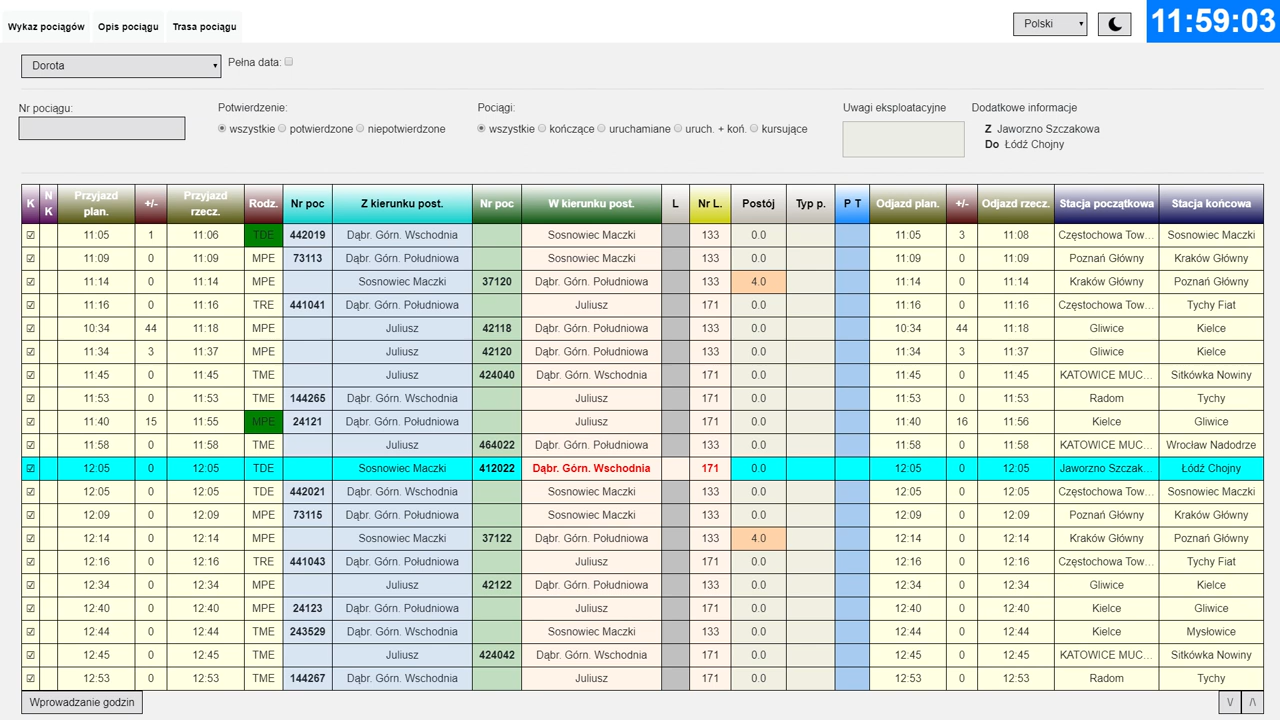 Wykaz pociągów Opis pociągu Trasa pociągu Polski 11:59:03
Dorota Pełna data:
Nr pociągu: Potwierdzenie: Pociągi: Uwagi eksploatacyjne Dodatkowe informacje
wszystkie potwierdzone niepotwierdzone wszystkie kończące uruchamiane uruch. + koń. kursujące Z Jaworzno Szczakowa
Do Łódź Chojny
K N K Przyjazd plan. +/- Przyjazd rzecz. Rodz. Nr poc Z kierunku post. Nr poc W kierunku post. L Nr L. Postój Typ p. P T Odjazd plan. +/- Odjazd rzecz. Stacja początkowa Stacja końcowa
11:05 1 11:06 TDE 442019 Dąbr. Górn. Wschodnia Sosnowiec Maczki 133 0.0 11:05 3 11:08 Częstochowa Tow... Sosnowiec Maczki
11:09 0 11:09 MPE 73113 Dąbr. Górn. Południowa Sosnowiec Maczki 133 0.0 11:09 0 11:09 Poznań Główny Kraków Główny
11:14 0 11:14 MPE Sosnowiec Maczki 37120 Dąbr. Górn. Południowa 133 4.0 11:14 0 11:14 Kraków Główny Poznań Główny
11:16 0 11:16 TRE 441041 Dąbr. Górn. Południowa Juliusz 171 0.0 11:16 0 11:16 Częstochowa Tow... Tychy Fiat
10:34 44 11:18 MPE Juliusz 42118 Dąbr. Górn. Południowa 133 0.0 10:34 44 11:18 Gliwice Kielce
11:34 3 11:37 MPE Juliusz 42120 Dąbr. Górn. Południowa 133 0.0 11:34 3 11:37 Gliwice Kielce
11:45 0 11:45 TME Juliusz 424040 Dąbr. Górn. Wschodnia 133 0.0 11:45 0 11:45 KATOWICE MUC... Sitkówka Nowiny
11:53 0 11:53 TME 144265 Dąbr. Górn. Wschodnia Juliusz 171 0.0 11:53 0 11:53 Radom Tychy
11:40 15 11:55 MPE 24121 Dąbr. Górn. Południowa Juliusz 171 0.0 11:40 16 11:56 Kielce Gliwice
11:58 0 11:58 TME Juliusz 464022 Dąbr. Górn. Wschodnia 133 0.0 11:58 0 11:58 KATOWICE MUC... Wrocław Nadodrze
12:05 0 12:05 TDE Sosnowiec Maczki 412022 Dąbr. Górn. Wschodnia 171 0.0 12:05 0 12:05 Jaworzno Szczak... Łódź Chojny
12:05 0 12:05 TDE 442021 Dąbr. Górn. Wschodnia Sosnowiec Maczki 133 0.0 12:05 0 12:05 Częstochowa Tow... Sosnowiec Maczki
12:09 0 12:09 MPE 73115 Dąbr. Górn. Południowa Sosnowiec Maczki 133 0.0 12:09 0 12:09 Poznań Główny Kraków Główny
12:14 0 12:14 MPE Sosnowiec Maczki 37122 Dąbr. Górn. Południowa 133 4.0 12:14 0 12:14 Kraków Główny Poznań Główny
12:16 0 12:16 TRE 441043 Dąbr. Górn. Południowa Juliusz 171 0.0 12:16 0 12:16 Częstochowa Tow... Tychy Fiat
12:34 0 12:34 MPE Juliusz 42122 Dąbr. Górn. Południowa 133 0.0 12:34 0 12:34 Gliwice Kielce
12:40 0 12:40 MPE 24123 Dąbr. Górn. Południowa Juliusz 171 0.0 12:40 0 12:40 Kielce Gliwice
12:44 0 12:44 TME 243529 Dąbr. Górn. Wschodnia Sosnowiec Maczki 133 0.0 12:44 0 12:44 Kielce Mysłowice
12:45 0 12:45 TME Juliusz 424042 Dąbr. Górn. Wschodnia 133 0.0 12:45 0 12:45 KATOWICE MUC... Sitkówka Nowiny
12:53 0 12:53 TME 144267 Dąbr. Górn. Wschodnia Juliusz 171 0.0 12:53 0 12:53 Radom Tychy
Wprowadzanie godzin \/ /\